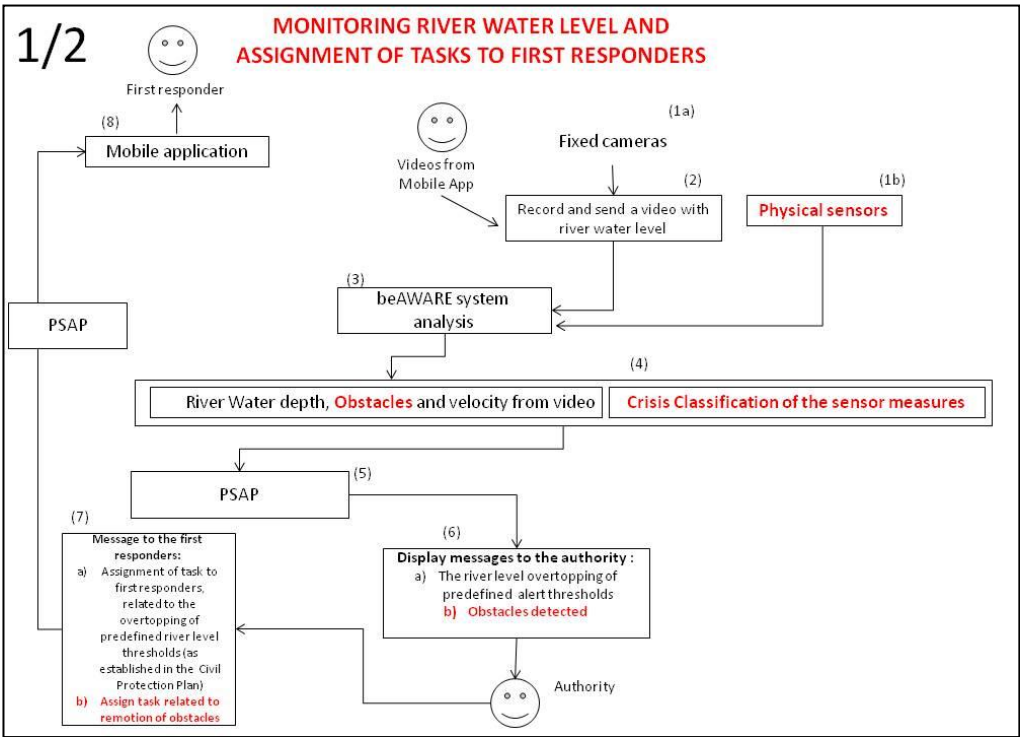 1/2
MONITORING RIVER WATER LEVEL AND
ASSIGNMENT OF TASKS TO FIRST RESPONDERS
First responder
(8)
Mobile application
Videos from
Mobile App
(1a)
Fixed cameras
(2)
Record and send a video with
river water level
(1b)
Physical sensors
(3)
beAWARE system
analysis
PSAP
(4)
River Water depth, Obstacles and velocity from video
Crisis Classification of the sensor measures
(5)
PSAP
(6)
Display messages to the authority :
a) The river level overtopping of
predefined alert thresholds
b) Obstacles detected
Authority
(7)
Message to the first
responders:
a) Assignment of task to
first responders,
related to the
overtopping of
predefined river level
thresholds (as
established in the Civil
Protection Plan)
b) Assign task related to
remotion of obstacles